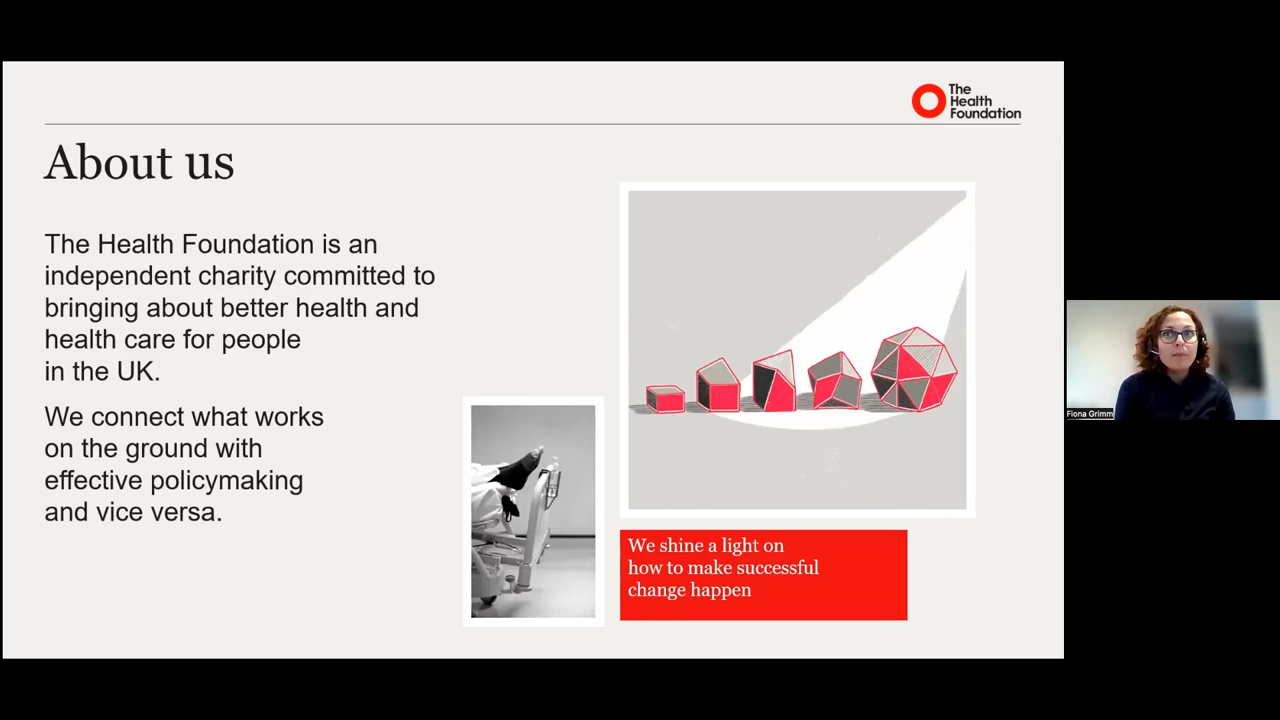 The
Health
Foundation
About us
The Health Foundation is an
independent charity committed to
bringing about better health and
health care for people
in the UK.
We connect what works
on the ground with
effective policymaking
and vice versa.
We shine a light on
how to make successful
change happen
Fiona Grimm